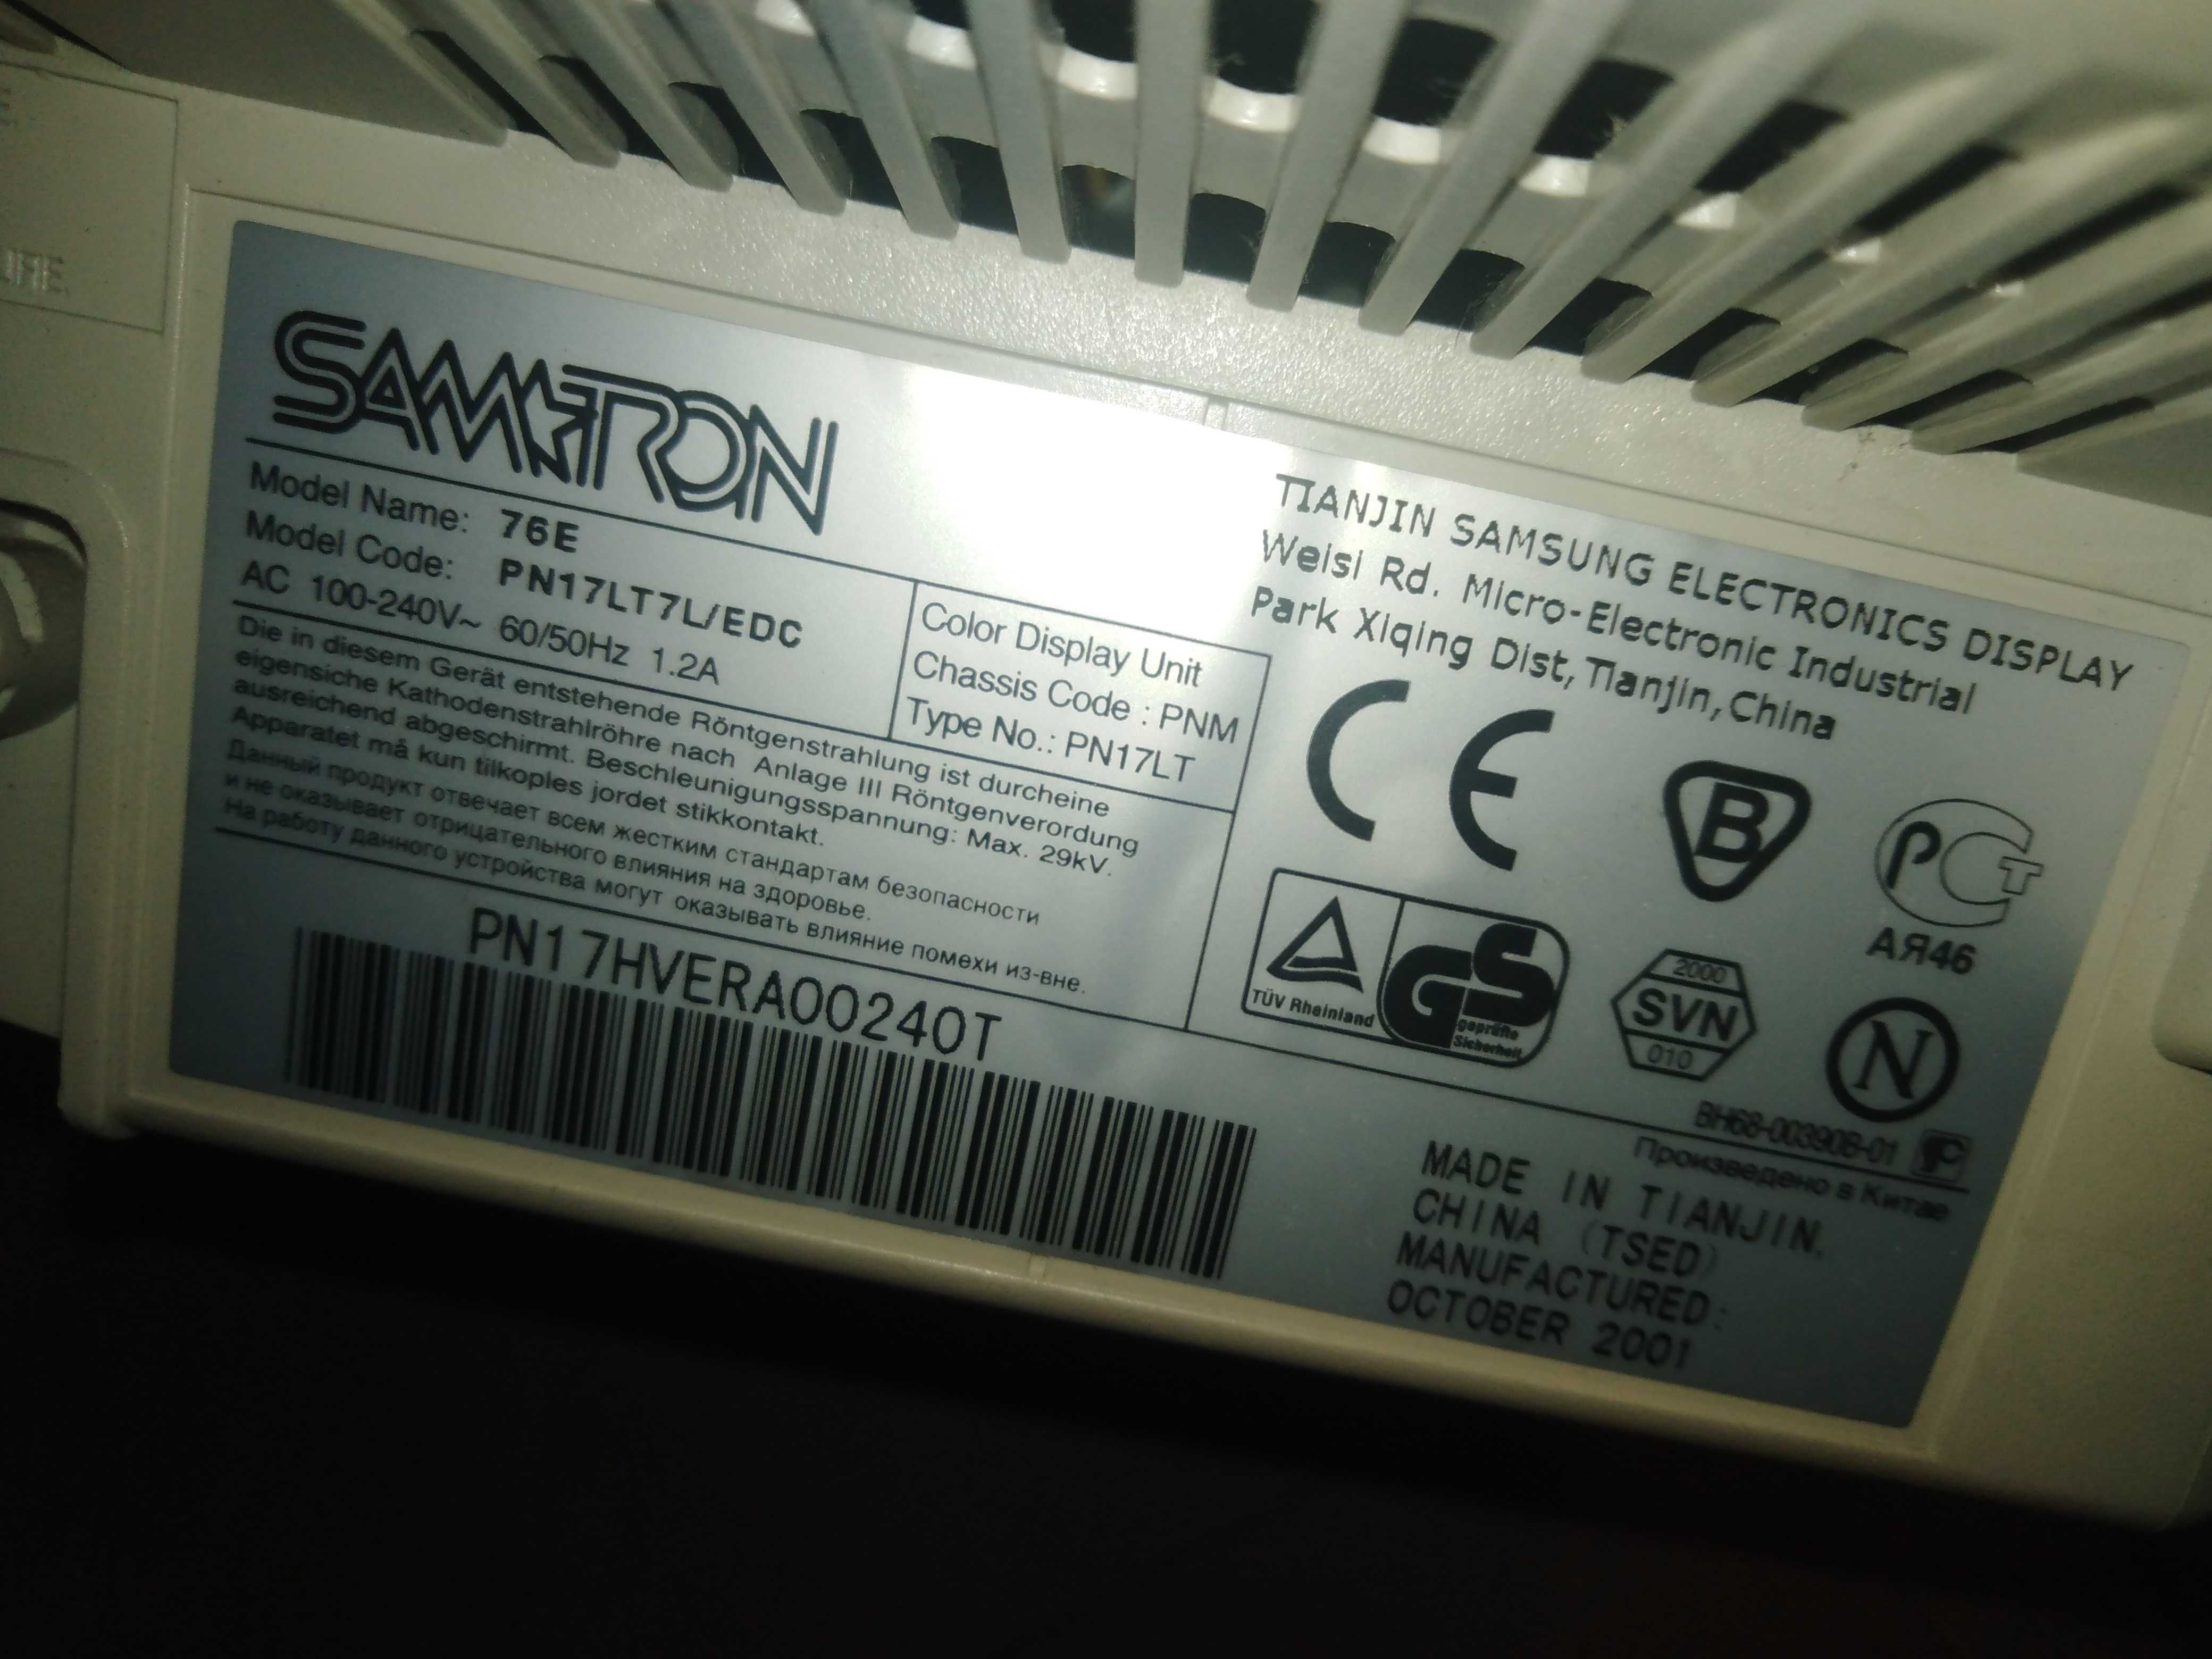 SAMTRON
Model Name: 76E
Model Code: PN17LT7L/EDC
AC 100-240V~ 60/50Hz 1.2A
Color Display Unit
Chassis Code : PNM
Type No.: PN17LT
Die in diesem Gerät entstehende Röntgenstrahlung ist durcheine
eigensiche Kathodenstrahlröhre nach Anlage III Röntgenverordung
ausreichend abgeschirmt. Beschleunigungsspannung: Max. 29kV.
Apparatet må kun tilkoples jordet stikkontakt.
Данный продукт отвечает всем жестким стандартам безопасности
и не оказывает отрицательного влияния на здоровье.
На работу данного устройства могут оказывать влияние помехи из-вне.
PN17HVERA00240T
TIANJIN SAMSUNG ELECTRONICS DISPLAY
Weisi Rd. Micro-Electronic Industrial
Park Xiqing Dist, Tianjin, China
CE
B
РСТ
АЯ46
TÜV Rheinland
GS
geprüfte
Sicherheit
2000
SVN
010
N
BH68-00390B-01
Произведено в Китае
MADE IN TIANJIN.
CHINA (TSED)
MANUFACTURED:
OCTOBER 2001